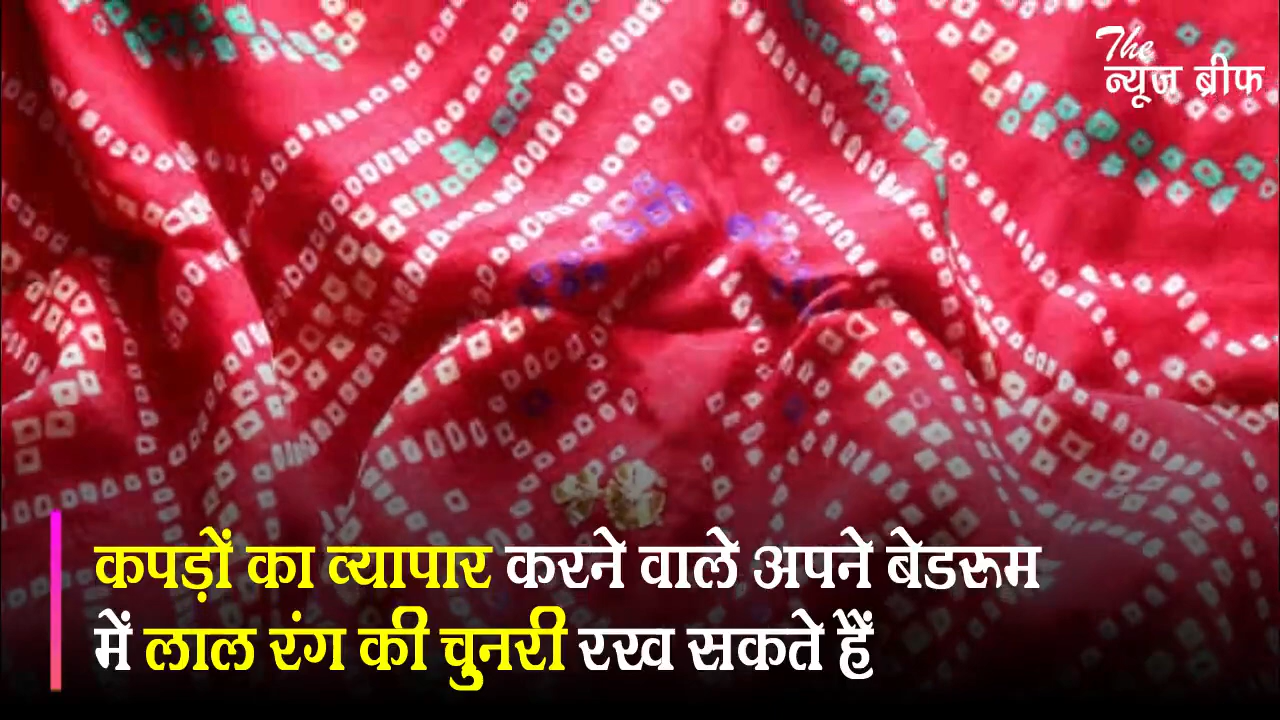 The
न्यूज ब्रीफ
कपड़ों का व्यापार करने वाले अपने बेडरूम
में लाल रंग की चुनरी रख सकते हैं